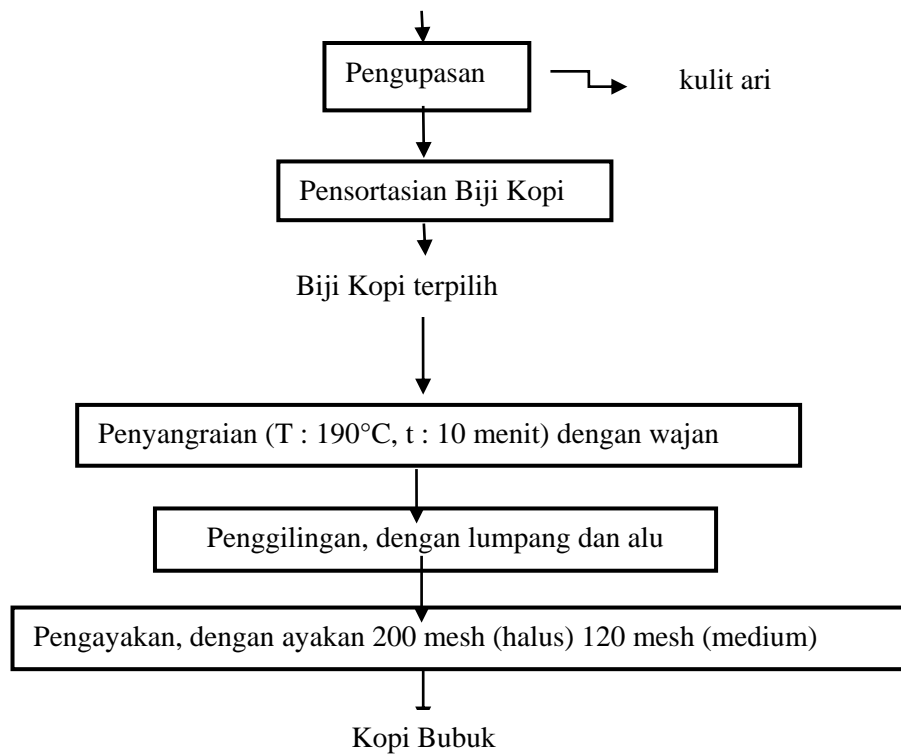 Pengupasan
kulit ari
Pensortasian Biji Kopi
Biji Kopi terpilih
Penyangraian (T : 190°C, t : 10 menit) dengan wajan
Penggilingan, dengan lumpang dan alu
Pengayakan, dengan ayakan 200 mesh (halus) 120 mesh (medium)
Kopi Bubuk